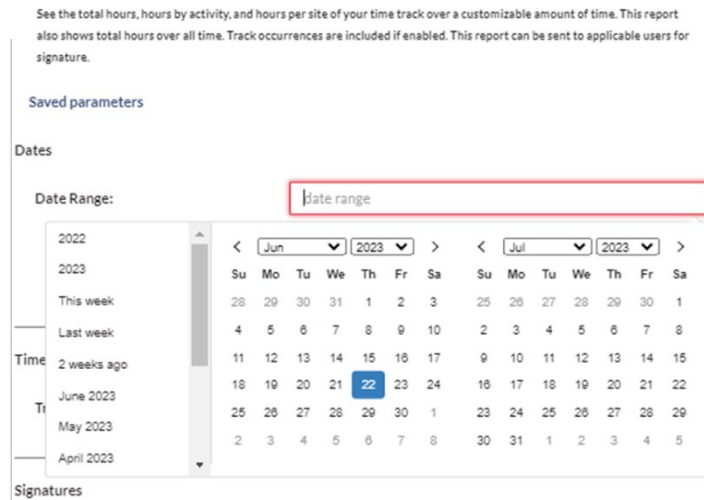 See the total hours, hours by activity, and hours per site of your time track over a customizable amount of time. This report
also shows total hours over all time. Track occurrences are included if enabled. This report can be sent to applicable users for
signature.
Saved parameters
Dates
Date Range:
date range
2022
2023
This week
Last week
2 weeks ago
June 2023
May 2023
April 2023
Jun 2023
Su Mo Tu We Th Fr Sa
28 29 30 31 1 2 3
4 5 6 7 8 9 10
11 12 13 14 15 16 17
18 19 20 21 22 23 24
25 26 27 28 29 30 1
2 3 4 5 6 7 8
Jul 2023
Su Mo Tu We Th Fr Sa
25 26 27 28 29 30 1
2 3 4 5 6 7 8
9 10 11 12 13 14 15
16 17 18 19 20 21 22
23 24 25 26 27 28 29
30 31 1 2 3 4 5
Time
Signatures